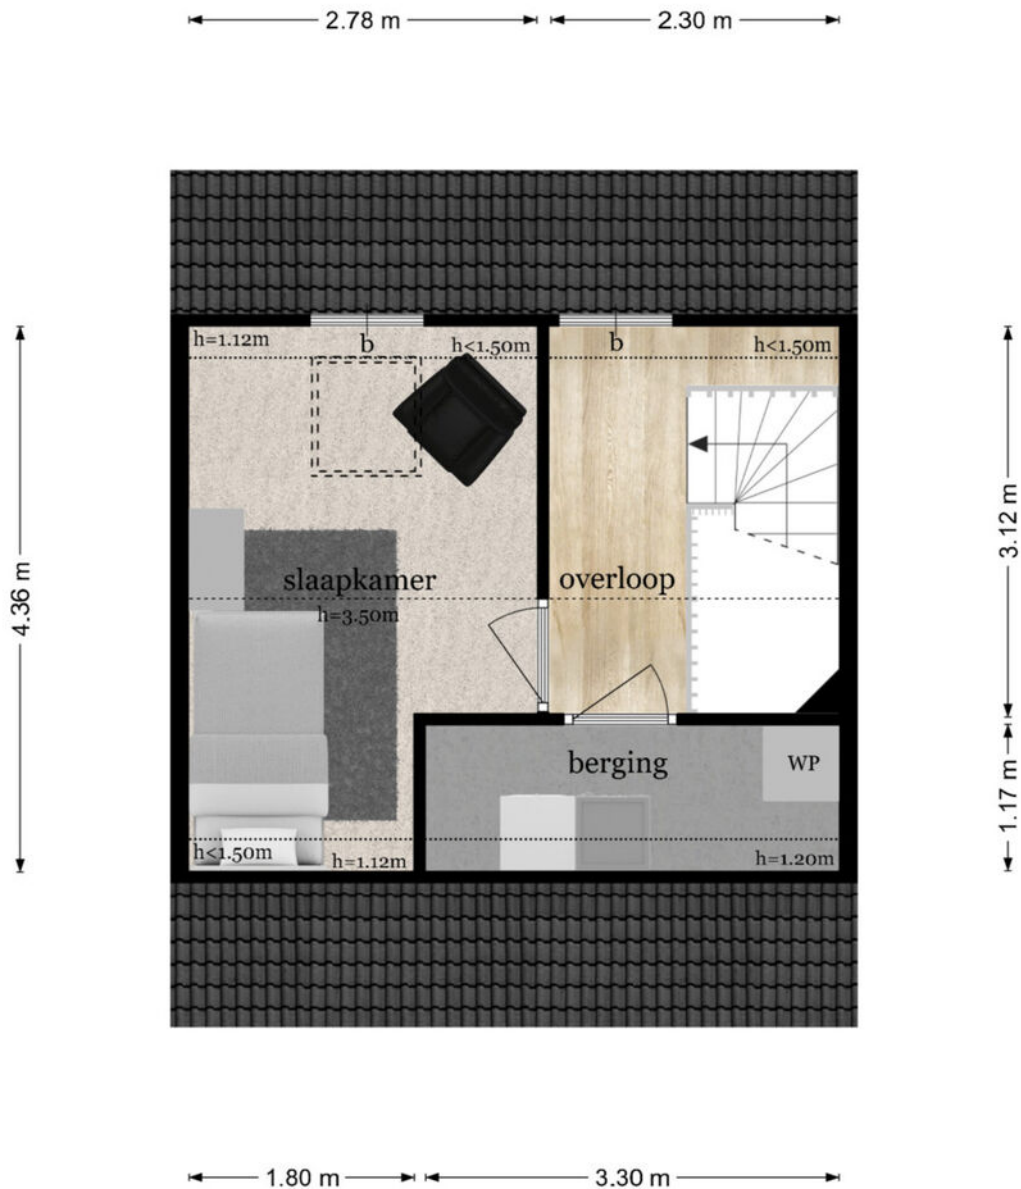 2.78 m
2.30 m
h=1.12m
b
h<1.50m
b
h<1.50m
4.36 m
3.12 m
slaapkamer
h=3.50m
overloop
berging
WP
1.17 m
h<1.50m
h=1.12m
h=1.20m
1.80 m
3.30 m